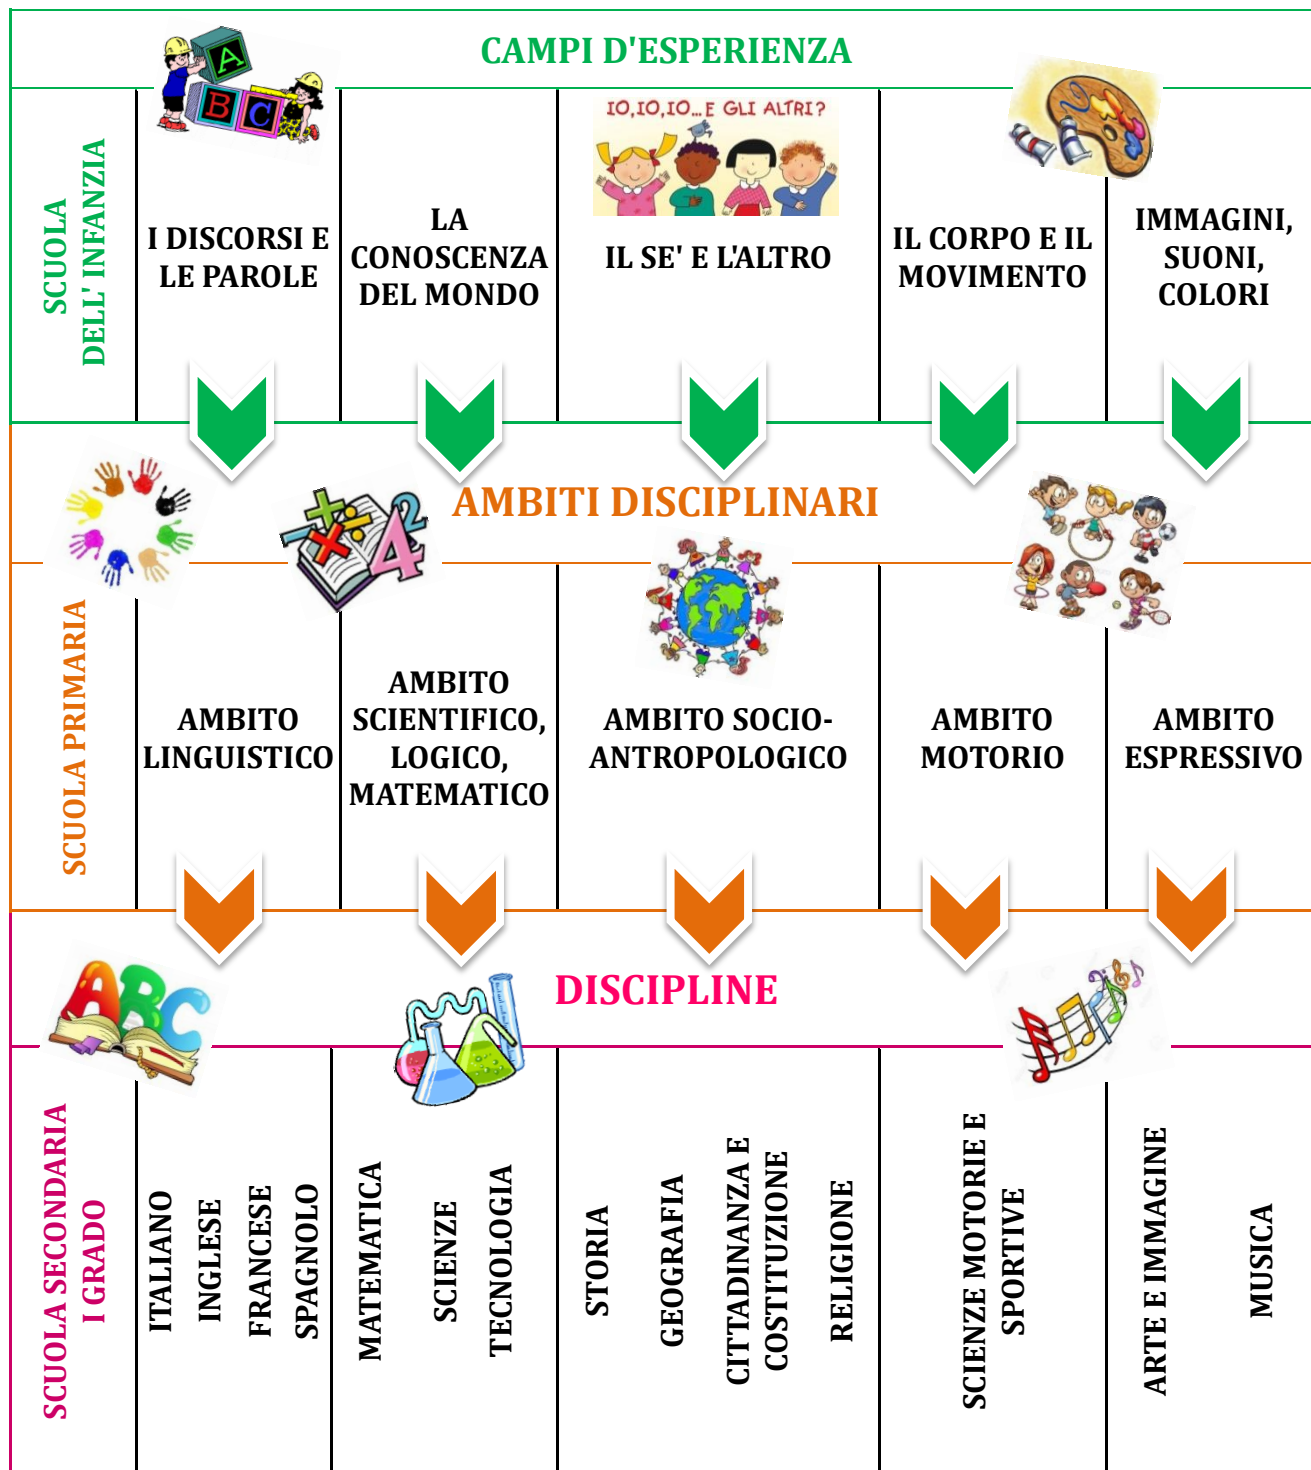 CAMPI D'ESPERIENZA
A
B
C
IO,IO,IO...E GLI ALTRI?
SCUOLA
DELL' INFANZIA
I DISCORSI E
LE PAROLE
LA
CONOSCENZA
DEL MONDO
IL SE' E L'ALTRO
IL CORPO E IL
MOVIMENTO
IMMAGINI,
SUONI,
COLORI
AMBITI DISCIPLINARI
2
4
SCUOLA PRIMARIA
AMBITO
LINGUISTICO
AMBITO
SCIENTIFICO,
LOGICO,
MATEMATICO
AMBITO SOCIO-
ANTROPOLOGICO
AMBITO
MOTORIO
AMBITO
ESPRESSIVO
ABC
DISCIPLINE
SCUOLA SECONDARIA
I GRADO
ITALIANO
INGLESE
FRANCESE
SPAGNOLO
MATEMATICA
SCIENZE
TECNOLOGIA
STORIA
GEOGRAFIA
CITTADINANZA E
COSTITUZIONE
RELIGIONE
SCIENZE MOTORIE E
SPORTIVE
ARTE E IMMAGINE
MUSICA